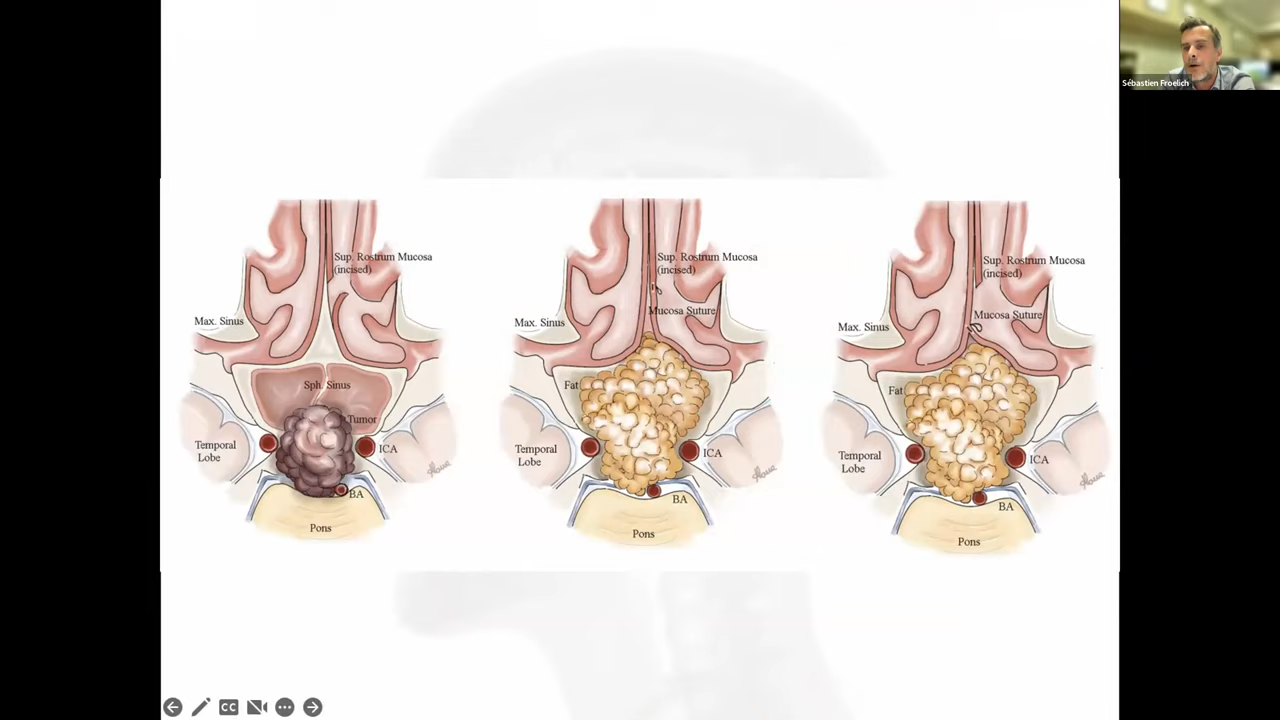 Sébastien Froelich
Sup. Rostrum Mucosa
(incised)
Max. Sinus
Sph. Sinus
Tumor
Temporal
Lobe
ICA
BA
Pons
Sup. Rostrum Mucosa
(incised)
Mucosa Suture
Max. Sinus
Fat
Temporal
Lobe
ICA
BA
Pons
Sup. Rostrum Mucosa
(incised)
Mucosa Suture
Max. Sinus
Fat
Temporal
Lobe
ICA
BA
Pons
CC